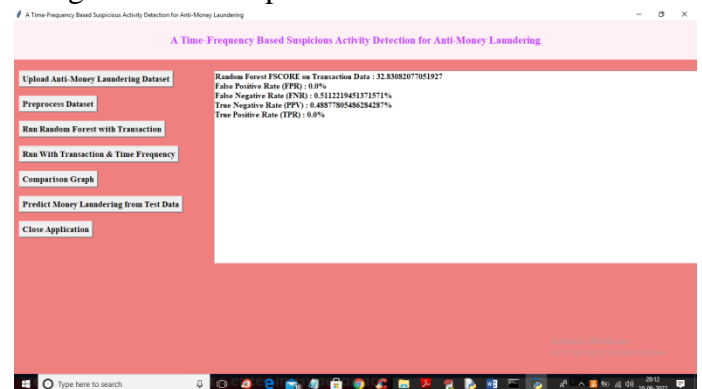 A Time-Frequency Based Suspicious Activity Detection for Anti-Money Laundering
A Time-Frequency Based Suspicious Activity Detection for Anti-Money Laundering
Upload Anti-Money Laundering Dataset
Preprocess Dataset
Run Random Forest with Transaction
Run With Transaction & Time Frequency
Comparison Graph
Predict Money Laundering from Test Data
Close Application
Random Forest FSCORE on Transaction Data : 32.83082077051927
False Positive Rate (FPR) : 0.0%
False Negative Rate (FNR) : 0.5112219451371571%
True Negative Rate (PPV) : 0.48877805486284287%
True Positive Rate (TPR) : 0.0%
Type here to search
20:12